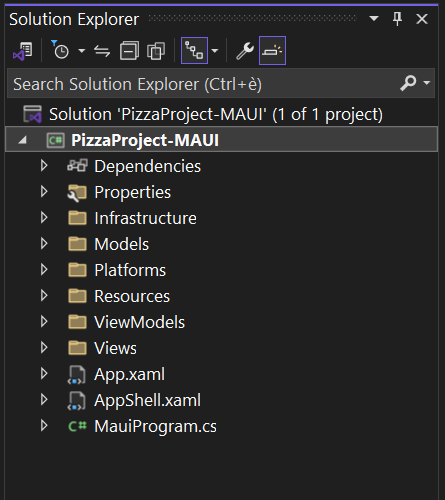 Solution Explorer
Search Solution Explorer (Ctrl+è)
Solution 'PizzaProject-MAUI' (1 of 1 project)
C# PizzaProject-MAUI
Dependencies
Properties
Infrastructure
Models
Platforms
Resources
ViewModels
Views
App.xaml
AppShell.xaml
C# MauiProgram.cs